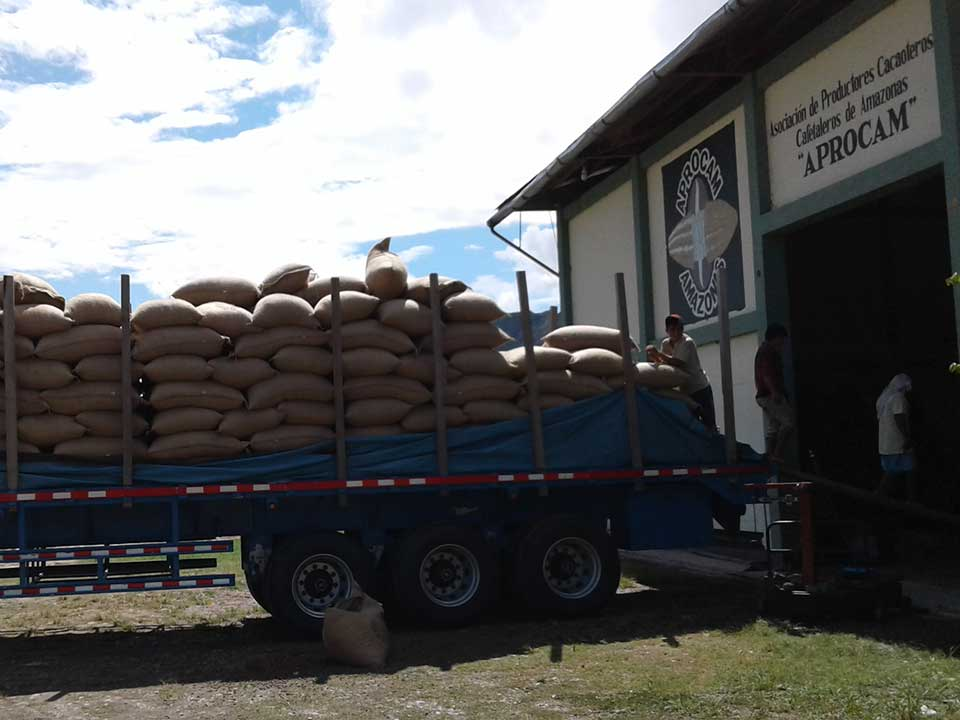 APROCAM
AMAZONAS
Asociación de Productores Cacaoteros
Cafetaleros de Amazonas
"APROCAM"